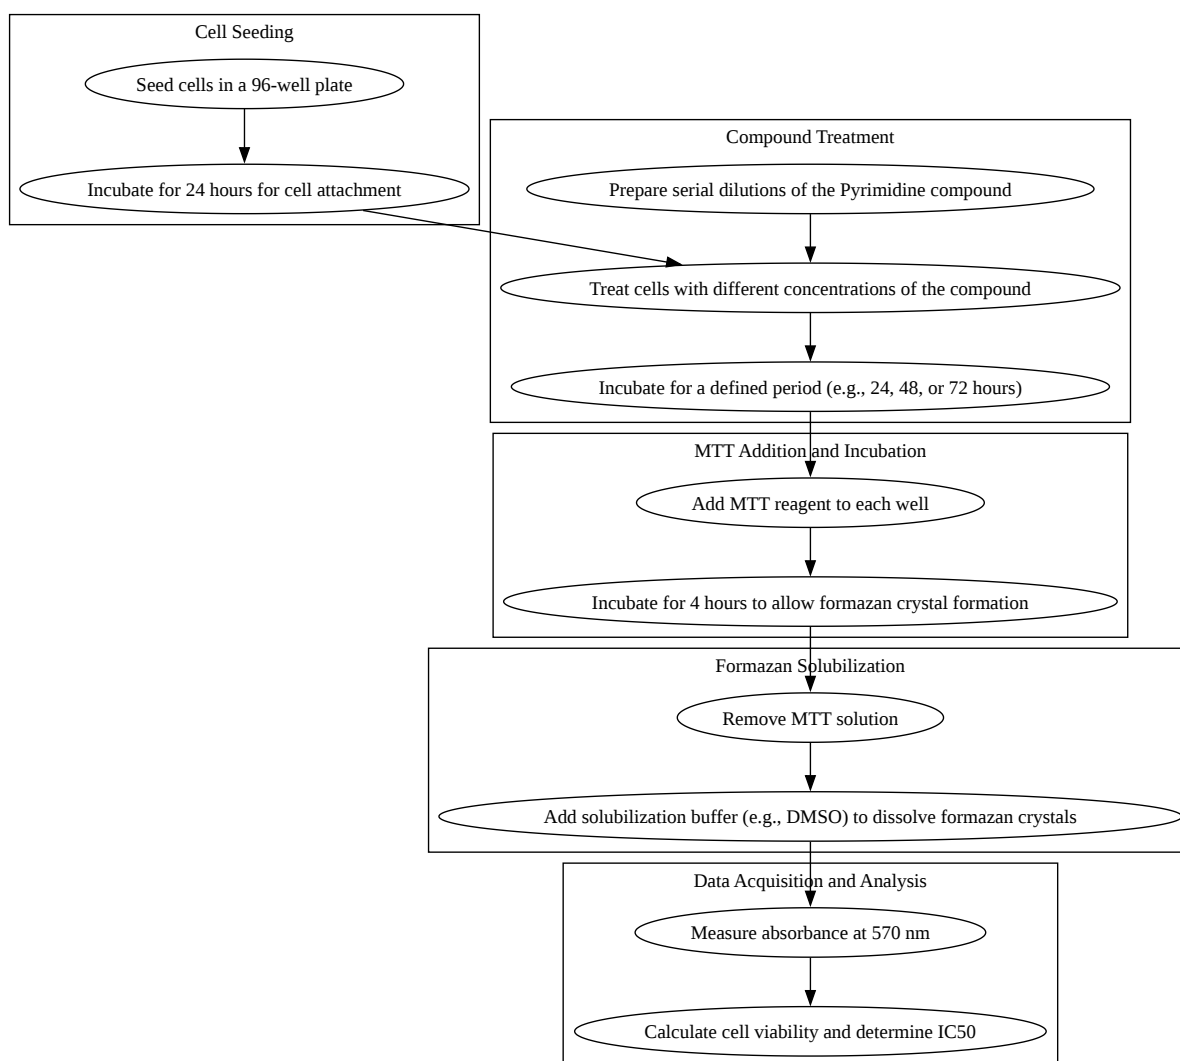 Cell Seeding
Seed cells in a 96-well plate
Incubate for 24 hours for cell attachment
Compound Treatment
Prepare serial dilutions of the Pyrimidine compound
Treat cells with different concentrations of the compound
Incubate for a defined period (e.g., 24, 48, or 72 hours)
MTT Addition and Incubation
Add MTT reagent to each well
Incubate for 4 hours to allow formazan crystal formation
Formazan Solubilization
Remove MTT solution
Add solubilization buffer (e.g., DMSO) to dissolve formazan crystals
Data Acquisition and Analysis
Measure absorbance at 570 nm
Calculate cell viability and determine IC50